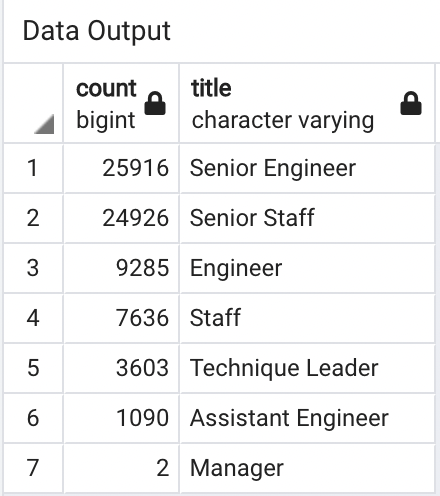 Data Output
count title
bigint character varying
1 25916 Senior Engineer
2 24926 Senior Staff
3 9285 Engineer
4 7636 Staff
5 3603 Technique Leader
6 1090 Assistant Engineer
7 2 Manager